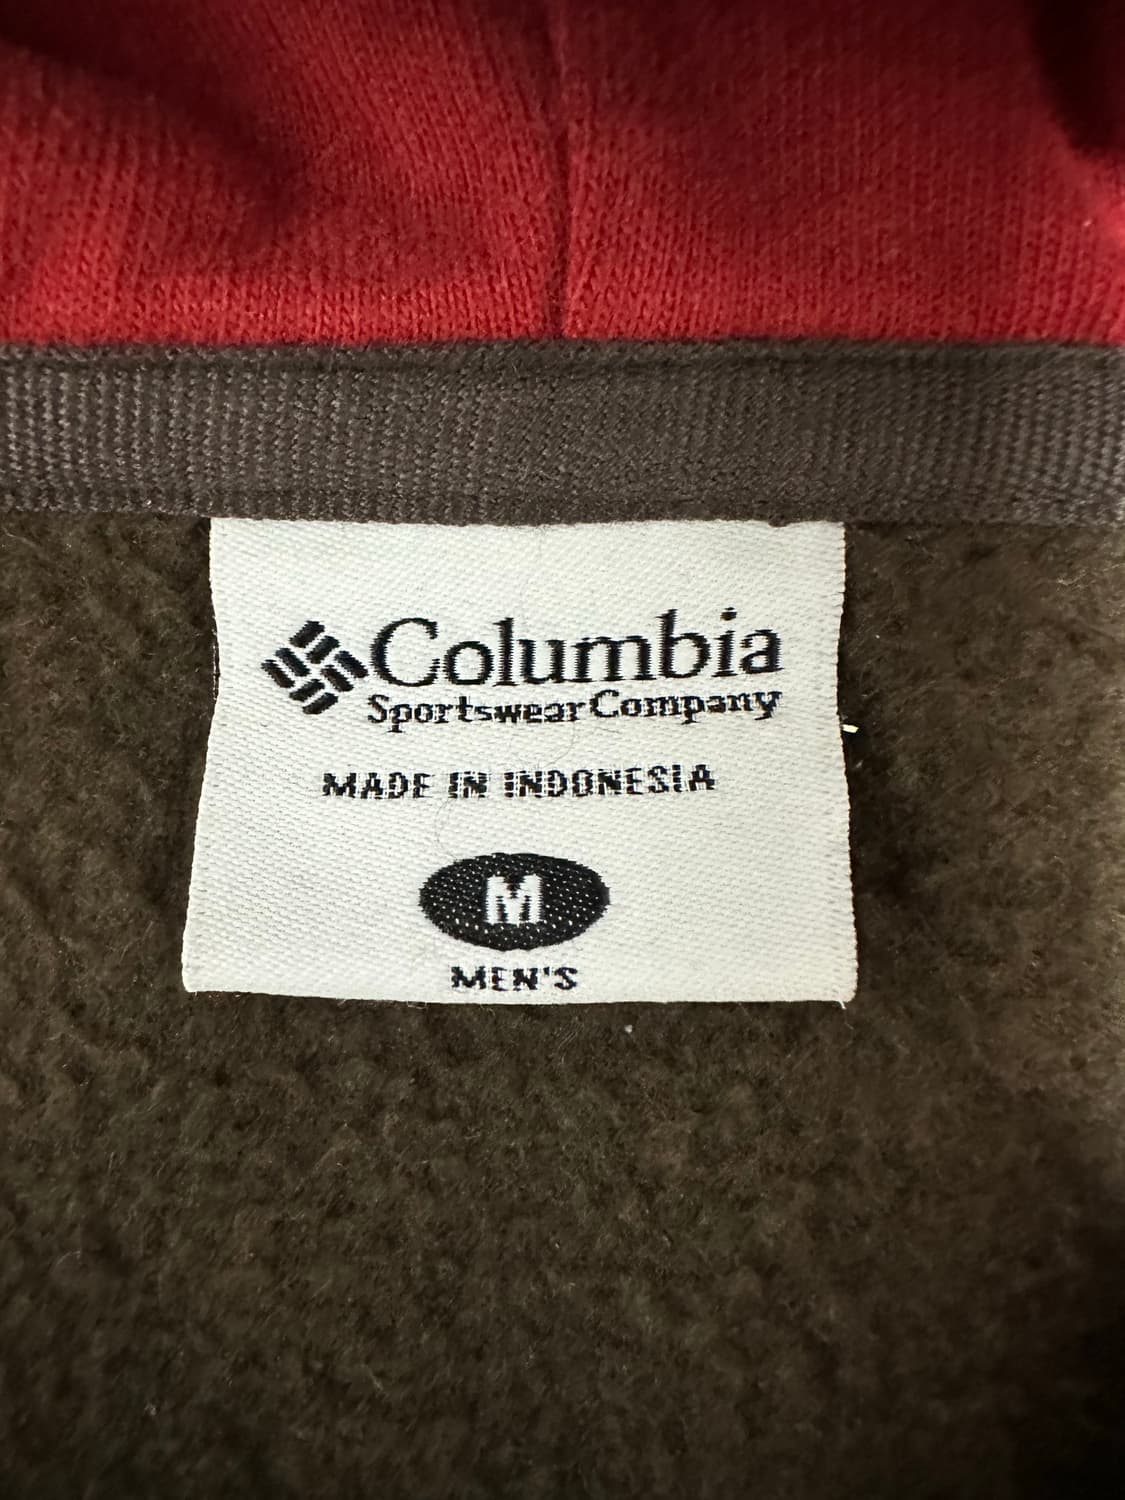 Columbia
Sportswear Company
MADE IN INDONESIA
M
MEN'S